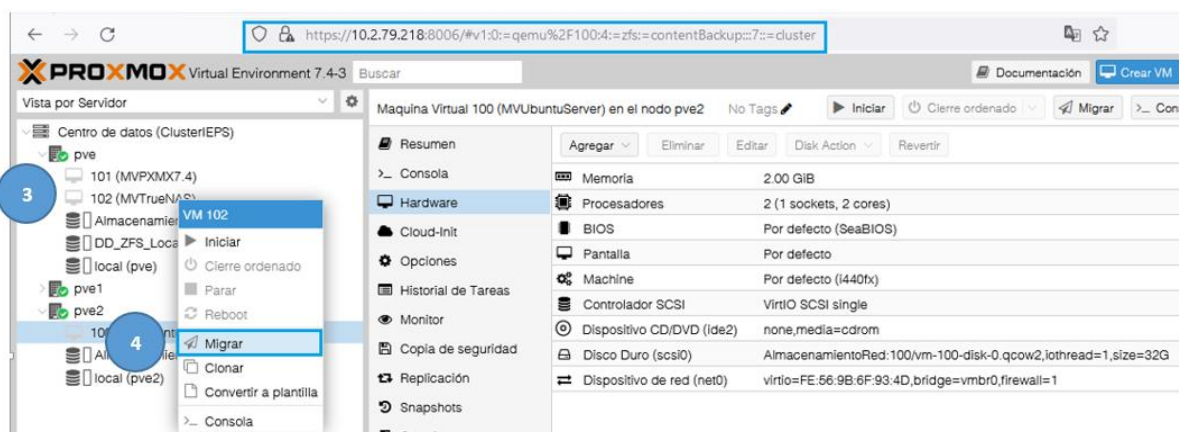 https://10.2.79.218:8006/#v1:0:=qemu%2F100:4:=zfs:=contentBackup:::7::=cluster
PROXMOX Virtual Environment 7.4-3 Buscar Documentación Crear VM
Vista por Servidor
Maquina Virtual 100 (MVUbuntuServer) en el nodo pve2 No Tags Iniciar Cierre ordenado Migrar >_
Centro de datos (ClusterIEPS)
pve
101 (MVPXMX7.4)
3
102 (MVTrueNAS)
DD_ZFS_Loca
local (pve)
pve1
pve2
100
local (pve2)
VM 102
Iniciar
Cierre ordenado
Parar
Reboot
4
Migrar
Clonar
Convertir a plantilla
>_ Consola
Resumen
>_ Consola
Hardware
Cloud-Init
Opciones
Historial de Tareas
Monitor
Copia de seguridad
Replicación
Snapshots
Agregar Eliminar Editar Disk Action Revertir
Memoria 2.00 GiB
Procesadores 2 (1 sockets, 2 cores)
BIOS Por defecto (SeaBIOS)
Pantalla Por defecto
Machine Por defecto (i440fx)
Controlador SCSI VirtIO SCSI single
Dispositivo CD/DVD (ide2) none,media=cdrom
Disco Duro (scsi0) AlmacenamientoRed:100/vm-100-disk-0.qcow2,iothread=1,size=32G
Dispositivo de red (net0) virtio=FE:56:9B:6F:93:4D,bridge=vmbr0,firewall=1